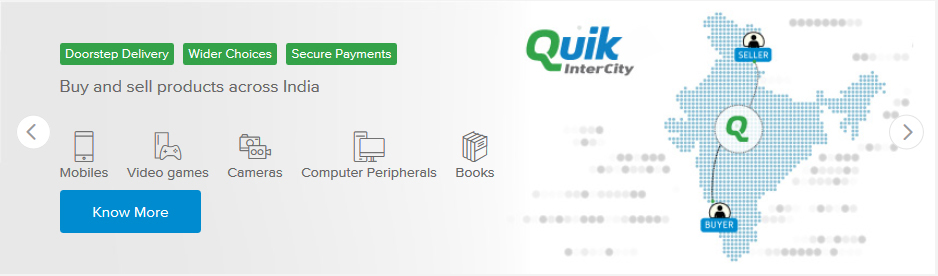 Doorstep Delivery Wider Choices Secure Payments
Buy and sell products across India
Mobiles Video games Cameras Computer Peripherals Books
Know More
Quik
InterCity
SELLER
Q
BUYER